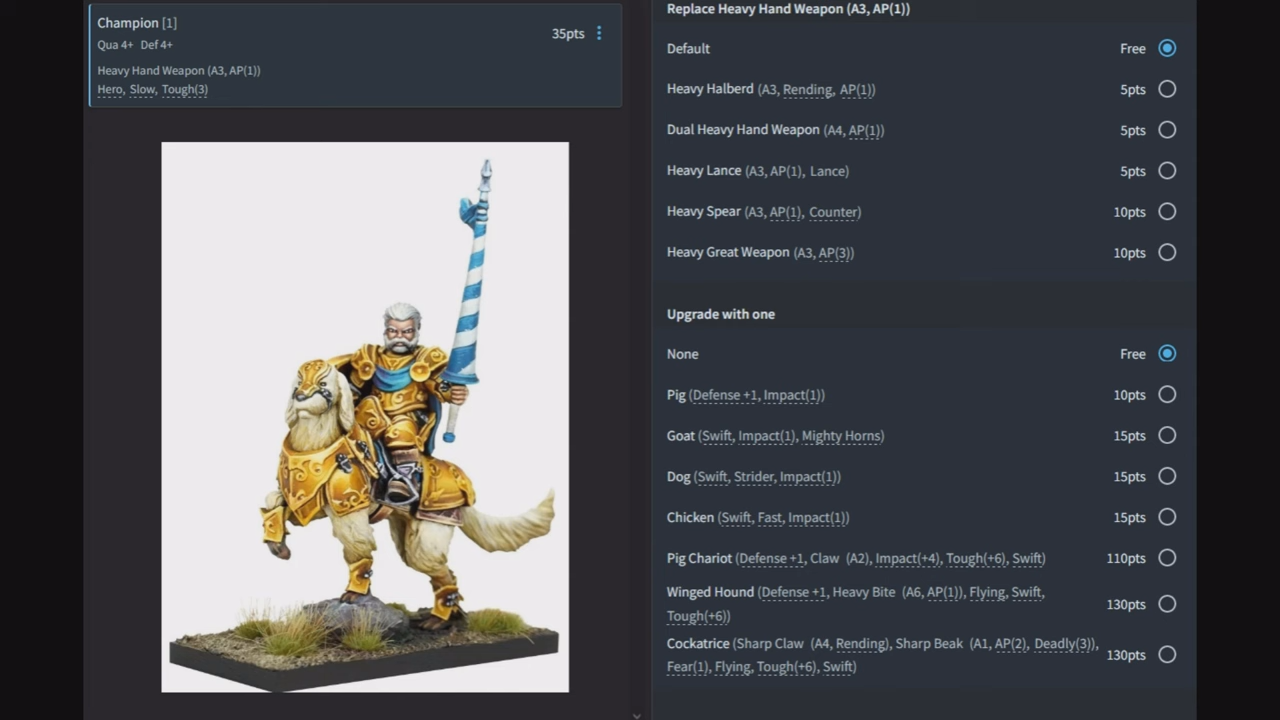 Champion [1]
35pts
Qua 4+ Def 4+
Heavy Hand Weapon (A3, AP(1))
Hero, Slow, Tough(3)
Replace Heavy Hand Weapon (A3, AP(1))
Default Free
Heavy Halberd (A3, Rending, AP(1)) 5pts
Dual Heavy Hand Weapon (A4, AP(1)) 5pts
Heavy Lance (A3, AP(1), Lance) 5pts
Heavy Spear (A3, AP(1), Counter) 10pts
Heavy Great Weapon (A3, AP(3)) 10pts
Upgrade with one
None Free
Pig (Defense +1, Impact(1)) 10pts
Goat (Swift, Impact(1), Mighty Horns) 15pts
Dog (Swift, Strider, Impact(1)) 15pts
Chicken (Swift, Fast, Impact(1)) 15pts
Pig Chariot (Defense +1, Claw (A2), Impact(+4), Tough(+6), Swift) 110pts
Winged Hound (Defense +1, Heavy Bite (A6, AP(1)), Flying, Swift,
Tough(+6)) 130pts
Cockatrice (Sharp Claw (A4, Rending), Sharp Beak (A1, AP(2), Deadly(3)),
Fear(1), Flying, Tough(+6), Swift) 130pts